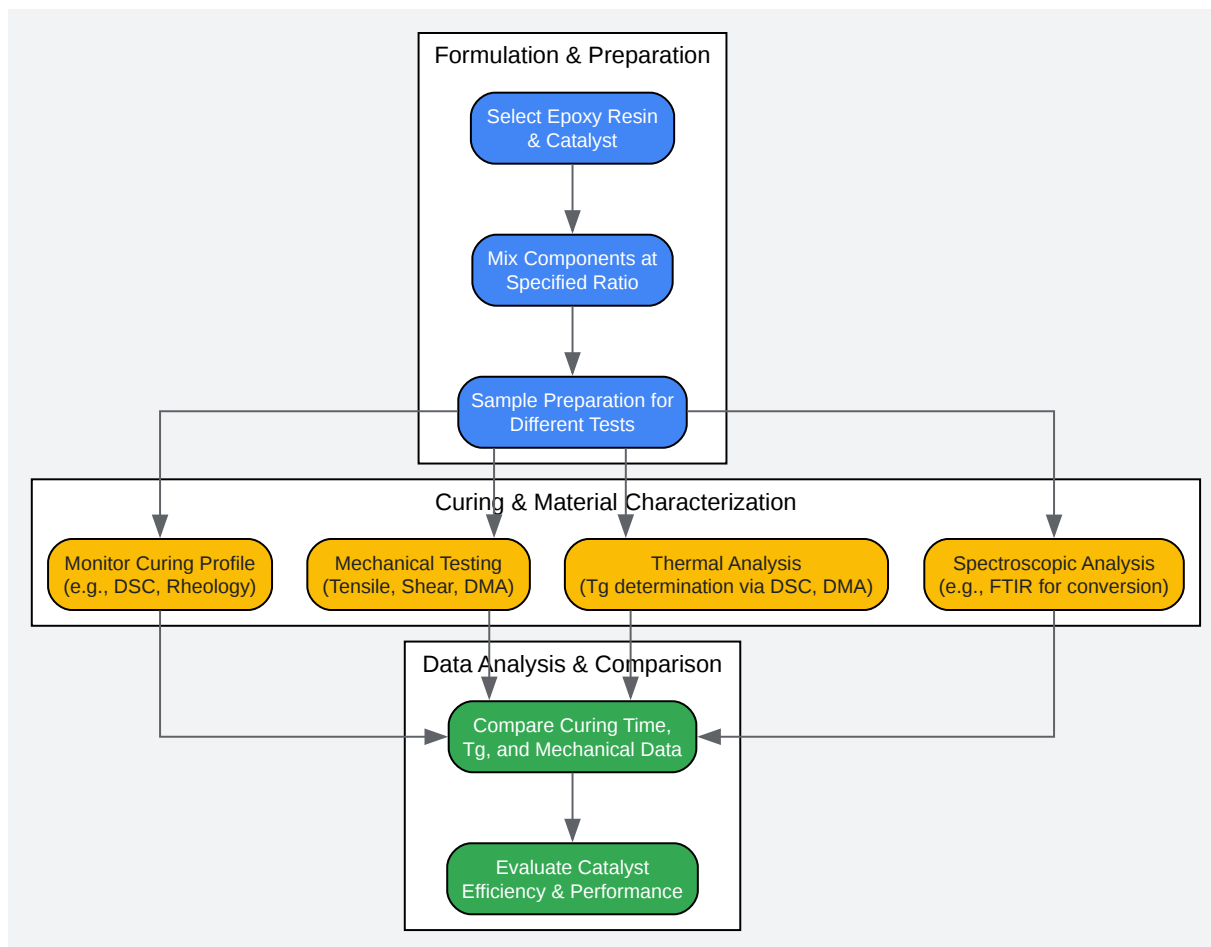 Formulation & Preparation
Select Epoxy Resin
& Catalyst
Mix Components at
Specified Ratio
Sample Preparation for
Different Tests
Curing & Material Characterization
Monitor Curing Profile
(e.g., DSC, Rheology)
Mechanical Testing
(Tensile, Shear, DMA)
Thermal Analysis
(Tg determination via DSC, DMA)
Spectroscopic Analysis
(e.g., FTIR for conversion)
Data Analysis & Comparison
Compare Curing Time,
Tg, and Mechanical Data
Evaluate Catalyst
Efficiency & Performance